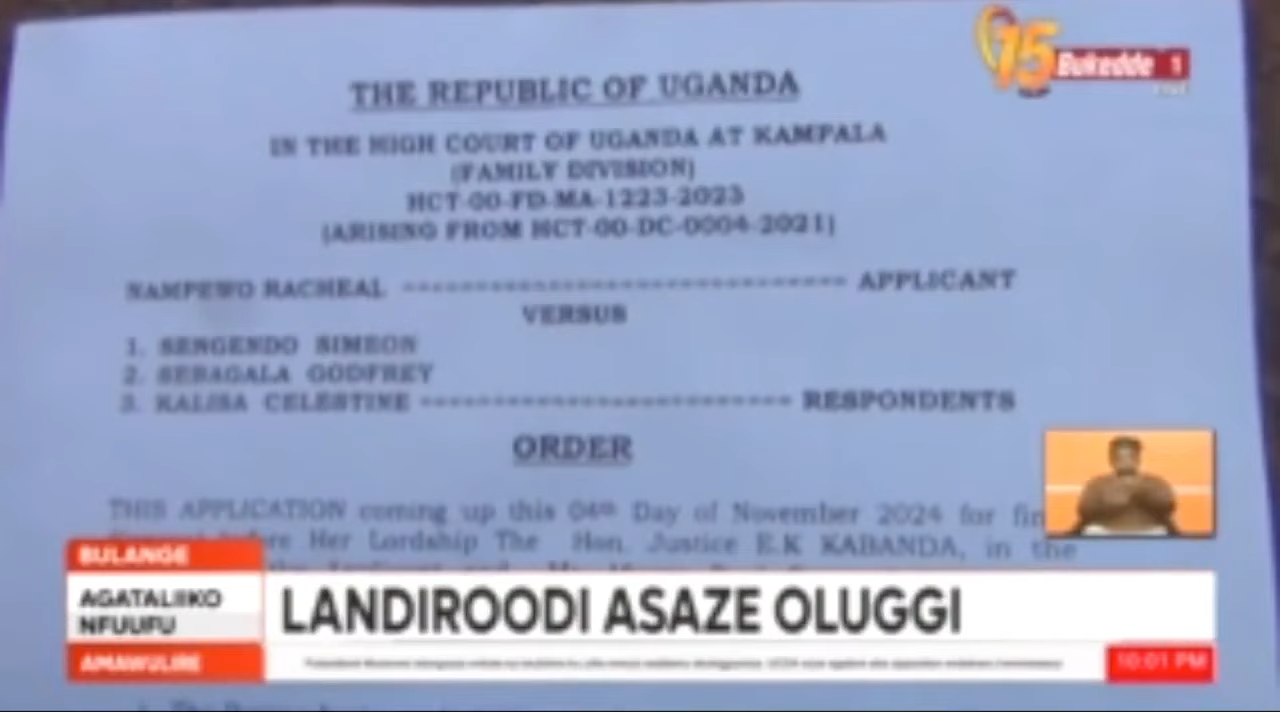 15 Bukedde 1
THE REPUBLIC OF UGANDA
IN THE HIGH COURT OF UGANDA AT KAMPALA
(FAMILY DIVISION)
HCT-00-FD-MA-1223-2023
(ARISING FROM HCT-00-DC-0004-2021)
NAMPEWO RACHEAL ---------------------------- APPLICANT
VERSUS
1. SENGENDO SIMEON
2. SEBAGALA GODFREY
3. KALISA CELESTINE ------------------------ RESPONDENTS
ORDER
THIS APPLICATION coming up this 04th Day of November 2024 for
Her Lordship The Hon. Justice E.K KABANDA, in the
BULANGE
AGATALIIKO
NFUUFU
LANDIROODI ASAZE OLUGGI
AMAWULIRE
10:01 PM